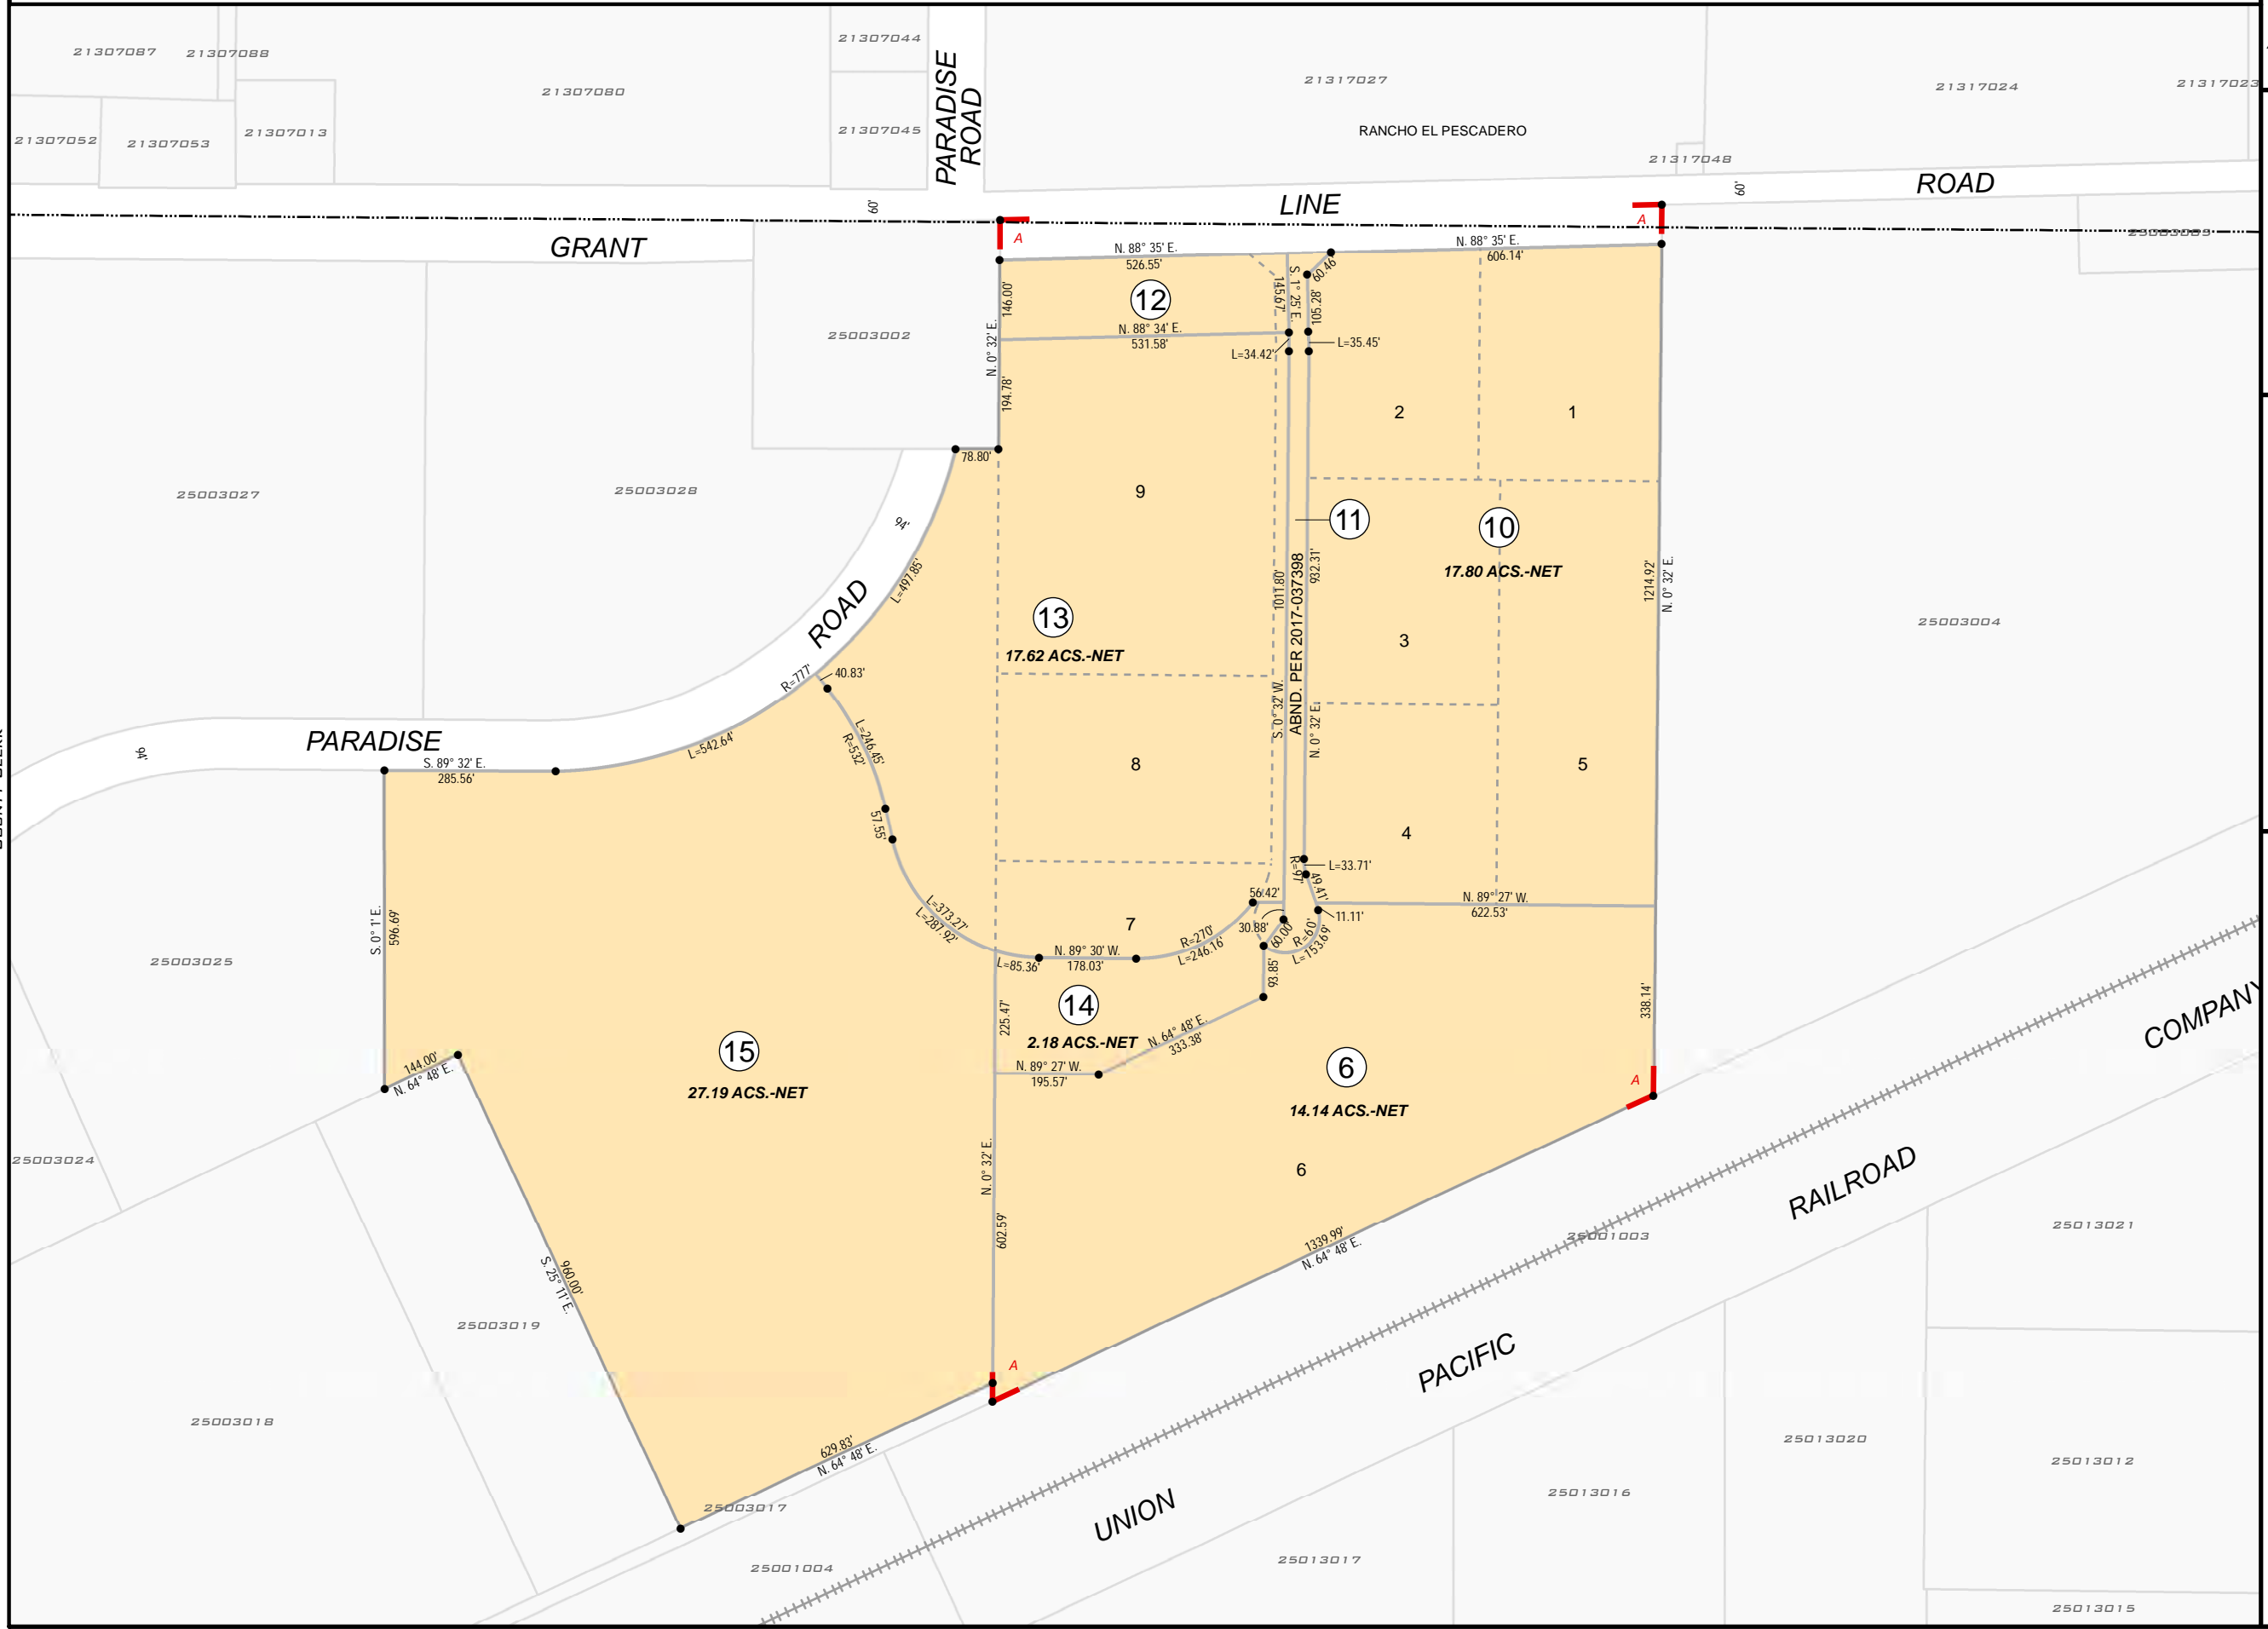 21307087
21307088
21307080
21307044
21307045
21307052
21307053
21307013
PARADISE
ROAD
21317027
RANCHO EL PESCADERO
21317024
21317023
21317048
60'
60'
GRANT
LINE
ROAD
25003003
A
A
N. 88° 35' E.
526.55'
N. 88° 35' E.
606.14'
60.46'
S. 1° 25' E.
145.67'
105.28'
12
146.00'
N. 0° 32' E.
N. 88° 34' E.
531.58'
L=34.42'
L=35.45'
194.78'
25003002
78.80'
2
1
9
11
10
17.80 ACS.-NET
25003027
25003028
94'
L=497.85'
ROAD
13
17.62 ACS.-NET
1011.80'
S. 0° 32' W.
ABND. PER 2017-037398
932.31'
N. 0° 32' E.
1214.92'
N. 0° 32' E.
25003004
3
R=777'
40.83'
L=542.64'
L=246.45'
R=532'
57.55'
PARADISE
94'
S. 89° 32' E.
285.56'
8
5
4
R=97'
L=33.71'
49.41'
56.42'
N. 89° 27' W.
622.53'
11.11'
30.88'
60.00'
R=60'
L=153.69'
7
L=373.27'
L=287.92'
L=85.36'
N. 89° 30' W.
178.03'
R=270'
L=246.16'
93.85'
S. 0° 1' E.
596.69'
25003025
14
2.18 ACS.-NET
225.47'
N. 64° 48' E.
333.38'
N. 89° 27' W.
195.57'
338.14'
15
27.19 ACS.-NET
6
14.14 ACS.-NET
A
144.00'
N. 64° 48' E.
25003024
N. 0° 32' E.
602.59'
6
COMPANY
RAILROAD
PACIFIC
UNION
25001003
25013021
1339.99'
N. 64° 48' E.
960.00'
S. 25° 11' E.
25003019
A
25003018
629.83'
N. 64° 48' E.
25003017
25001004
25013020
25013012
25013016
25013017
25013015